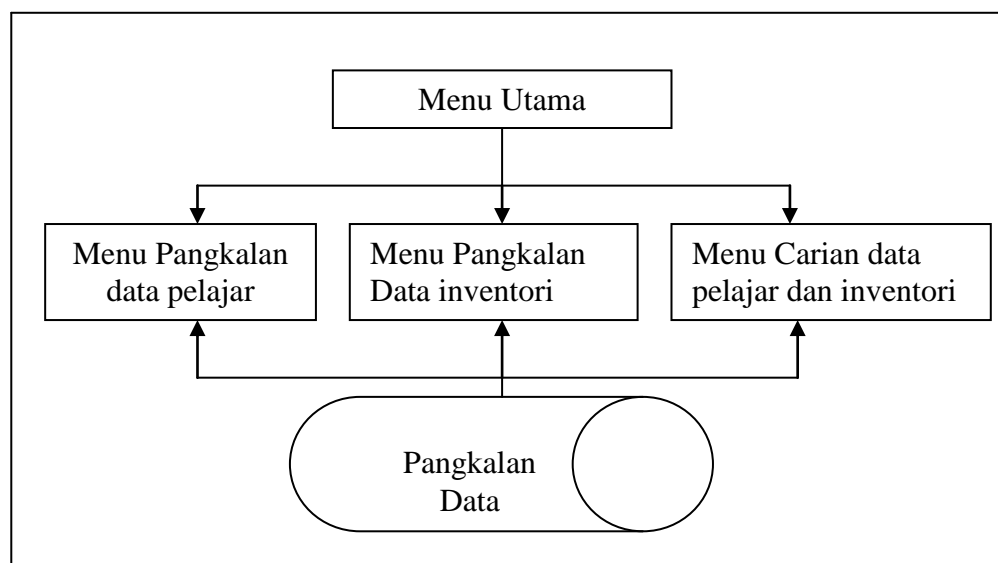 Menu Utama
Menu Pangkalan
data pelajar
Menu Pangkalan
Data inventori
Menu Carian data
pelajar dan inventori
Pangkalan
Data